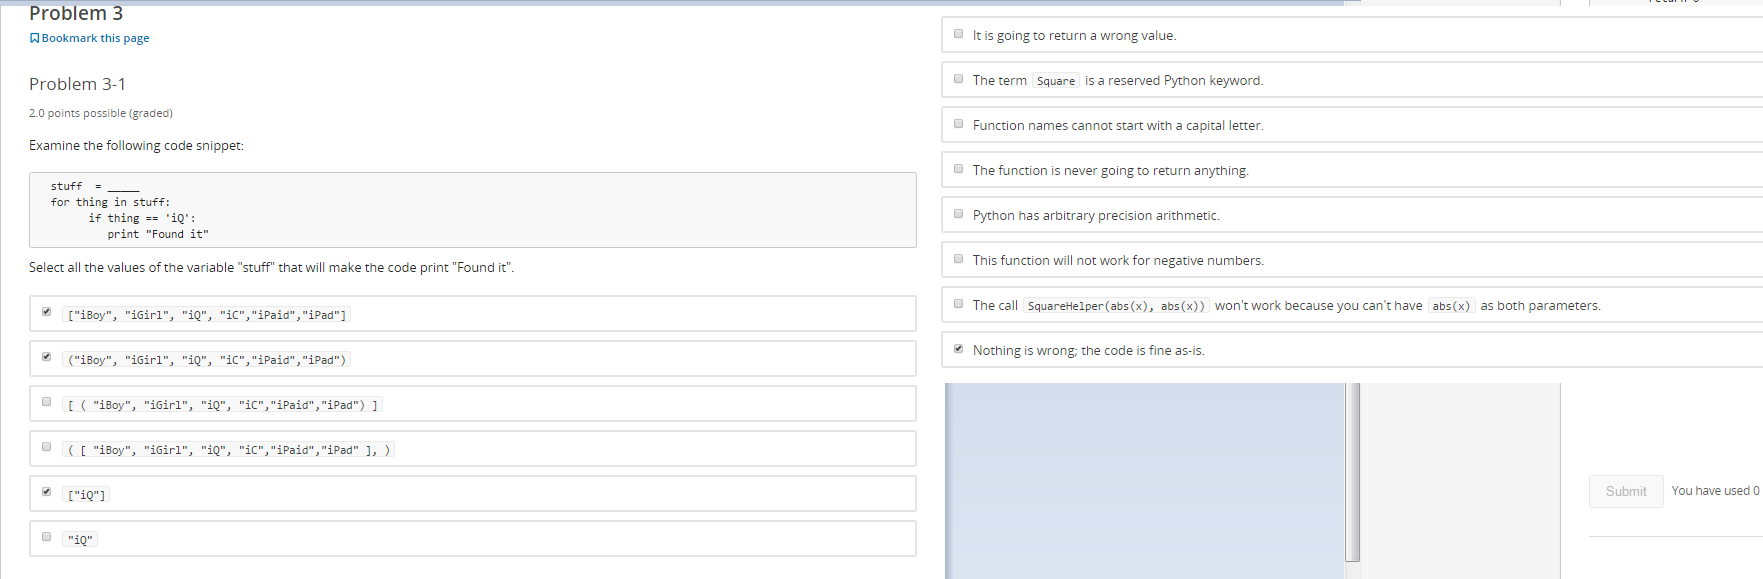 Problem 3
Bookmark this page
Problem 3-1
2.0 points possible (graded)
Examine the following code snippet:
stuff  = _____
for thing in stuff:
      if thing == 'iQ':
         print "Found it"
Select all the values of the variable "stuff" that will make the code print "Found it".
["iBoy", "iGirl", "iQ", "iC","iPaid","iPad"]
("iBoy", "iGirl", "iQ", "iC","iPaid","iPad")
[ ( "iBoy", "iGirl", "iQ", "iC","iPaid","iPad") ]
( [ "iBoy", "iGirl", "iQ", "iC","iPaid","iPad" ], )
["iQ"]
"iQ"
It is going to return a wrong value.
The term Square is a reserved Python keyword.
Function names cannot start with a capital letter.
The function is never going to return anything.
Python has arbitrary precision arithmetic.
This function will not work for negative numbers.
The call SquareHelper(abs(x), abs(x)) won't work because you can't have abs(x) as both parameters.
Nothing is wrong; the code is fine as-is.
Submit
You have used 0